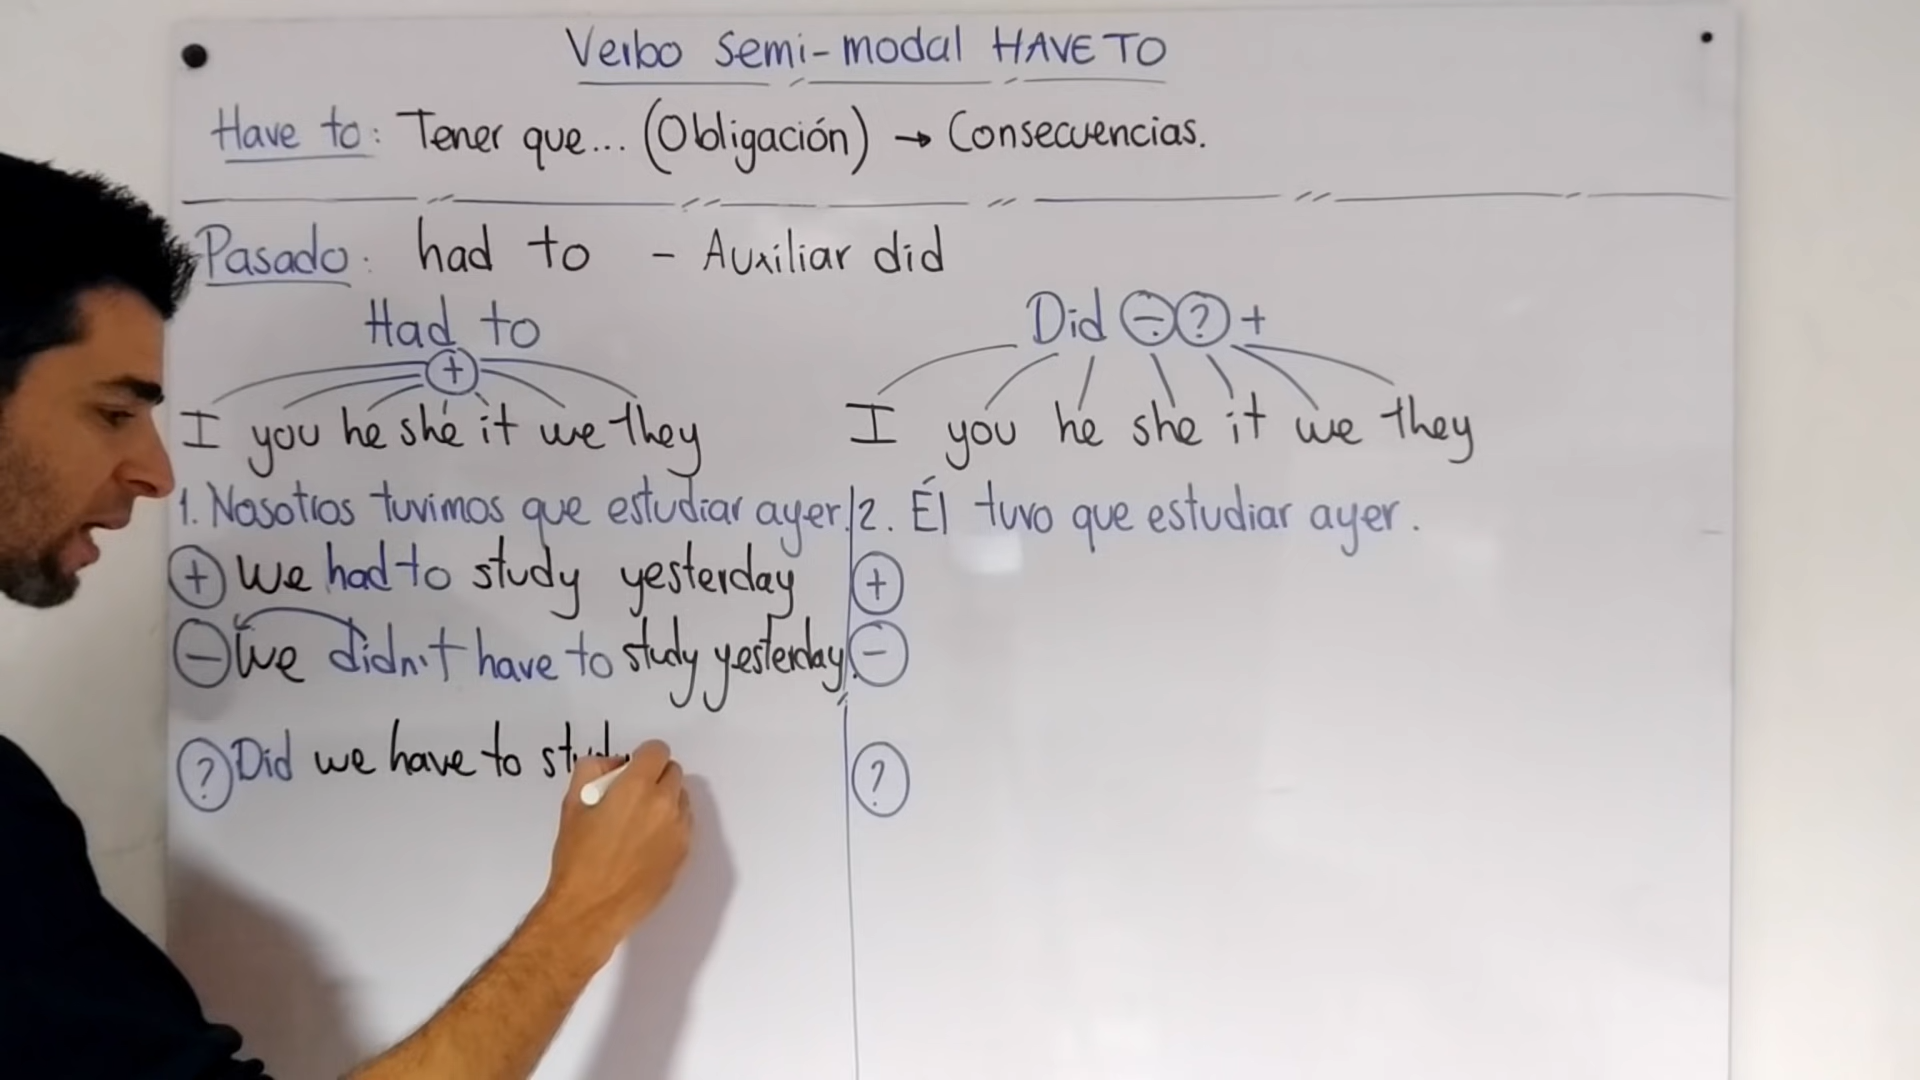 Verbo semi-modal HAVE TO
Have to: Tener que... (Obligación) → Consecuencias.
Pasado: had to - Auxiliar did
Had to
+
I you he she it we they
Did - ? +
I you he she it we they
1. Nosotros tuvimos que estudiar ayer.
+ We had to study yesterday
- We didn't have to study yesterday.
? Did we have to study
2. Él tuvo que estudiar ayer.
+
-
?